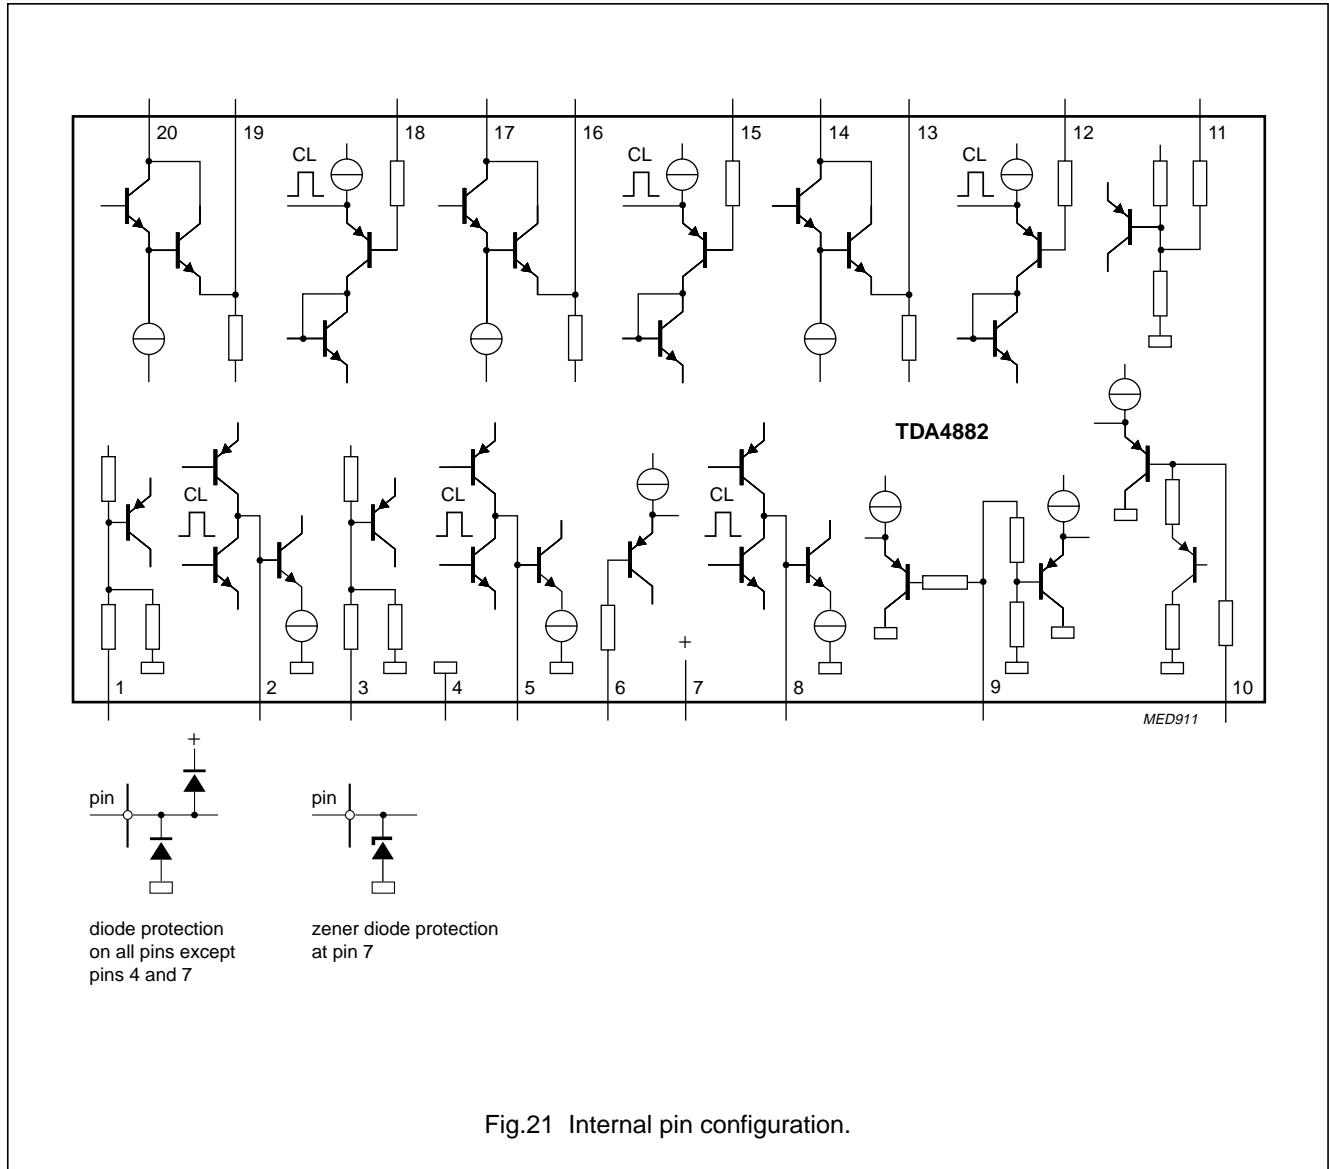 20 19 18 17 16 15 14 13 12 11
CL CL CL
TDA4882
CL CL CL
+
1 2 3 4 5 6 7 8 9 10
MED911
+
pin pin
diode protection
on all pins except
pins 4 and 7
zener diode protection
at pin 7
Fig.21 Internal pin configuration.